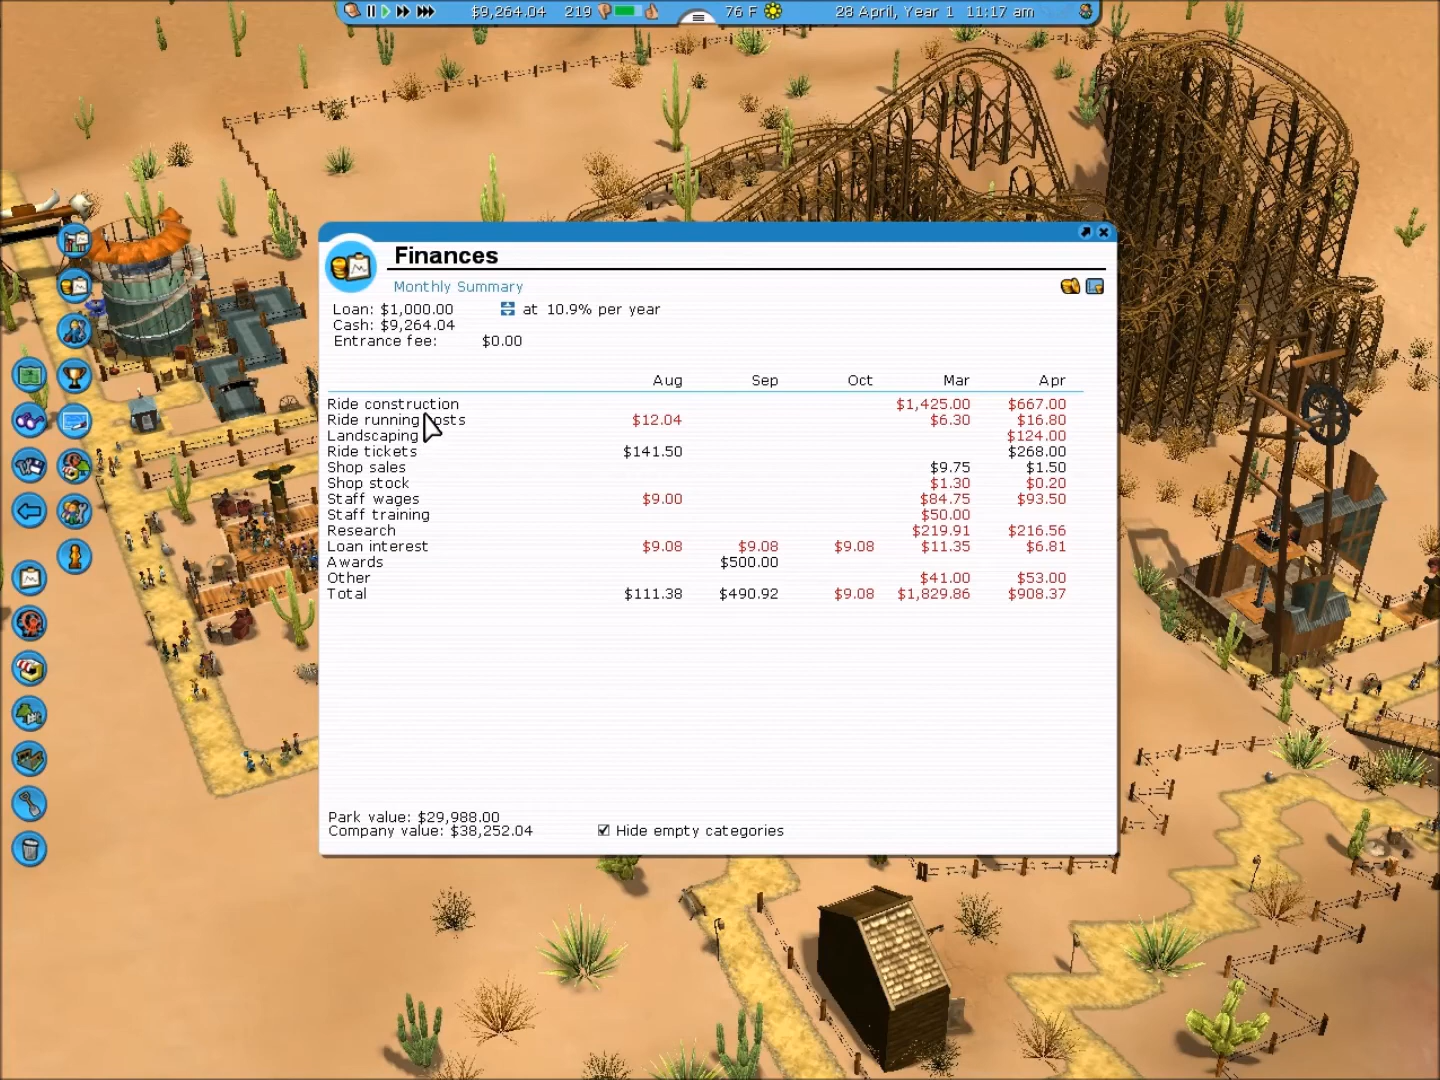 $9,264.04 219 76 F 28 April, Year 1 11:17 am
Finances
Monthly Summary
Loan: $1,000.00 at 10.9% per year
Cash: $9,264.04
Entrance fee: $0.00
Aug Sep Oct Mar Apr
Ride construction $1,425.00 $667.00
Ride running costs $12.04 $6.30 $16.80
Landscaping $124.00
Ride tickets $141.50 $268.00
Shop sales $9.75 $1.50
Shop stock $1.30 $0.20
Staff wages $9.00 $84.75 $93.50
Staff training $50.00
Research $219.91 $216.56
Loan interest $9.08 $9.08 $9.08 $11.35 $6.81
Awards $500.00
Other $41.00 $53.00
Total $111.38 $490.92 $9.08 $1,829.86 $908.37
Park value: $29,988.00
Company value: $38,252.04 Hide empty categories